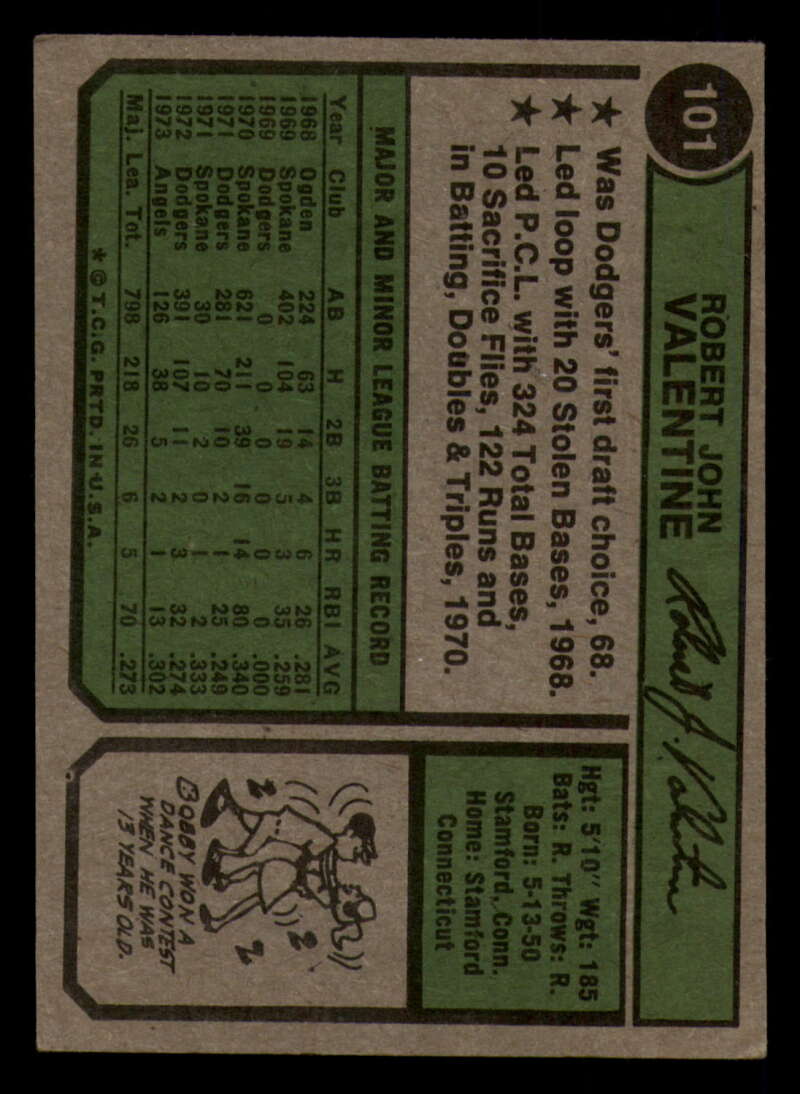 101
ROBERT JOHN
VALENTINE
Robert J. Valentine
★ Was Dodgers' first draft choice, 68.
★ Led loop with 20 Stolen Bases, 1968.
★ Led P.C.L. with 324 Total Bases,
10 Sacrifice Flies, 122 Runs and
in Batting, Doubles & Triples, 1970.
MAJOR AND MINOR LEAGUE BATTING RECORD
Year Club AB H 2B 3B HR RBI AVG
1968 Ogden 224 63 14 4 6 26 .281
1969 Spokane 402 104 19 5 3 35 .259
1969 Dodgers 0 0 0 0 0 0 .000
1970 Spokane 621 211 39 16 14 80 .340
1971 Dodgers 281 70 10 2 1 25 .249
1971 Spokane 30 10 2 0 1 2 .333
1972 Dodgers 391 107 11 2 3 32 .274
1973 Angels 126 38 5 2 1 13 .302
Maj. Lea. Tot. 798 218 26 6 5 70 .273
* © T.C.G. PRTD. IN U.S.A.
Hgt: 5'10" Wgt: 185
Bats: R. Throws: R.
Born: 5-13-50
Stamford, Conn.
Home: Stamford
Connecticut
BOBBY WON A
DANCE CONTEST
WHEN HE WAS
13 YEARS OLD.